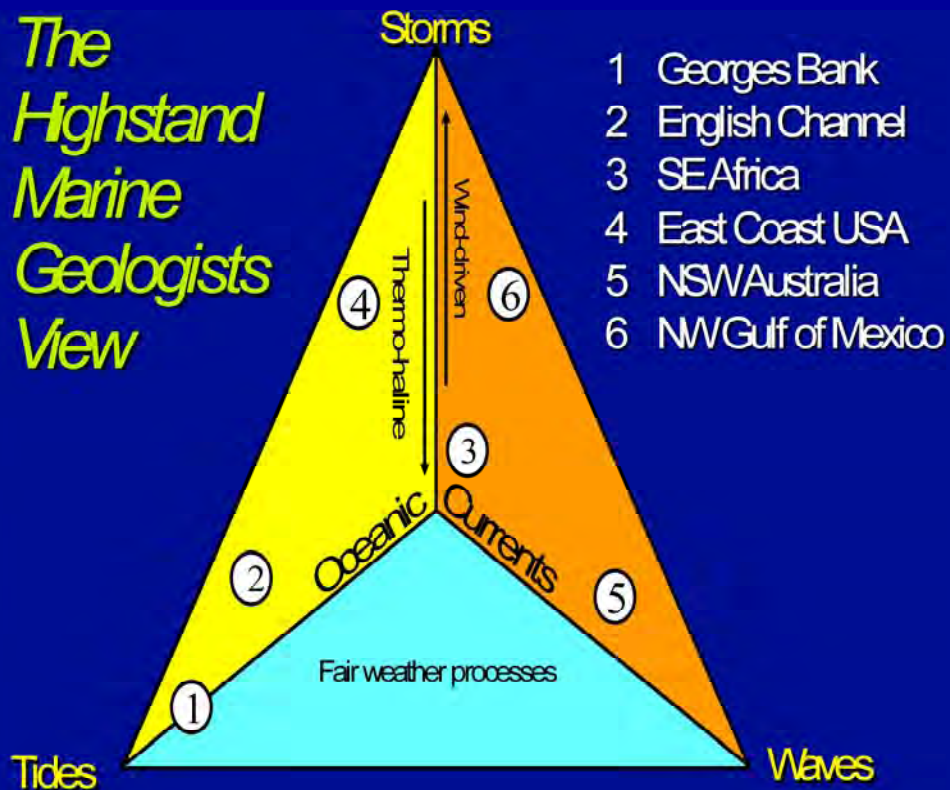 The
Highstand
Marine
Geologists
View
Storms
1 Georges Bank
2 English Channel
3 SE Africa
4 East Coast USA
5 NSW Australia
6 NW Gulf of Mexico
Wind-driven
Thermo-haline
4
6
3
Oceanic Currents
2
5
Fair weather processes
1
Tides
Waves